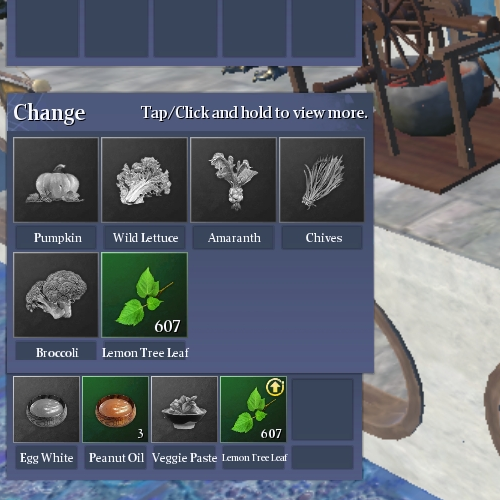 Change
Tap/Click and hold to view more.
Pumpkin
Wild Lettuce
Amaranth
Chives
607
Broccoli
Lemon Tree Leaf
3
607
Egg White
Peanut Oil
Veggie Paste
Lemon Tree Leaf